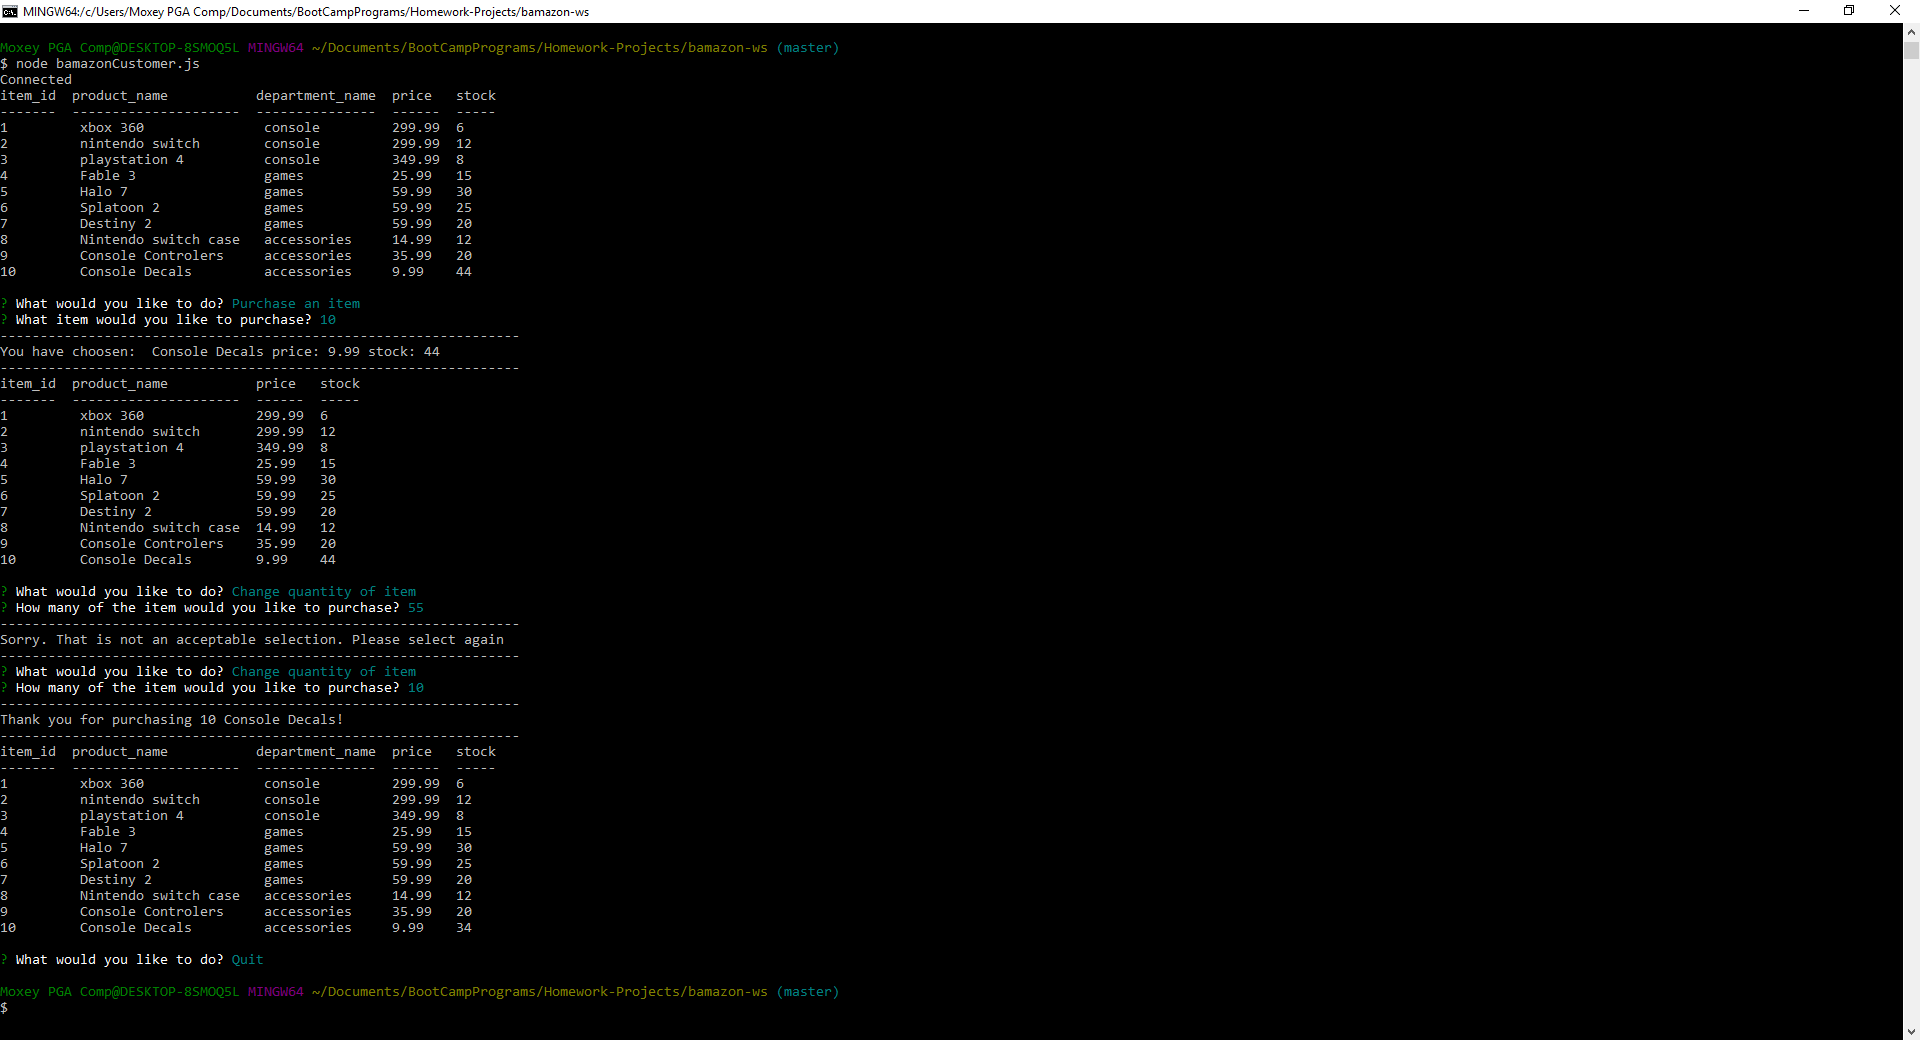 MINGW64:/c/Users/Moxey PGA Comp/Documents/BootCampPrograms/Homework-Projects/bamazon-ws
Moxey PGA Comp@DESKTOP-8SMOQ5L MINGW64 ~/Documents/BootCampPrograms/Homework-Projects/bamazon-ws (master)
$ node bamazonCustomer.js
Connected
item_id  product_name           department_name  price   stock
-------  ---------------------  ---------------  ------  -----
1         xbox 360               console         299.99  6
2         nintendo switch        console         299.99  12
3         playstation 4          console         349.99  8
4         Fable 3                games           25.99   15
5         Halo 7                 games           59.99   30
6         Splatoon 2             games           59.99   25
7         Destiny 2              games           59.99   20
8         Nintendo switch case   accessories     14.99   12
9         Console Controlers     accessories     35.99   20
10        Console Decals         accessories     9.99    44
? What would you like to do? Purchase an item
? What item would you like to purchase? 10
-----------------------------------------------------------------
You have choosen:  Console Decals price: 9.99 stock: 44
-----------------------------------------------------------------
item_id  product_name           price   stock
-------  ---------------------  ------  -----
1         xbox 360              299.99  6
2         nintendo switch       299.99  12
3         playstation 4         349.99  8
4         Fable 3               25.99   15
5         Halo 7                59.99   30
6         Splatoon 2            59.99   25
7         Destiny 2             59.99   20
8         Nintendo switch case  14.99   12
9         Console Controlers    35.99   20
10        Console Decals        9.99    44
? What would you like to do? Change quantity of item
? How many of the item would you like to purchase? 55
-----------------------------------------------------------------
Sorry. That is not an acceptable selection. Please select again
-----------------------------------------------------------------
? What would you like to do? Change quantity of item
? How many of the item would you like to purchase? 10
-----------------------------------------------------------------
Thank you for purchasing 10 Console Decals!
-----------------------------------------------------------------
item_id  product_name           department_name  price   stock
-------  ---------------------  ---------------  ------  -----
1         xbox 360               console         299.99  6
2         nintendo switch        console         299.99  12
3         playstation 4          console         349.99  8
4         Fable 3                games           25.99   15
5         Halo 7                 games           59.99   30
6         Splatoon 2             games           59.99   25
7         Destiny 2              games           59.99   20
8         Nintendo switch case   accessories     14.99   12
9         Console Controlers     accessories     35.99   20
10        Console Decals         accessories     9.99    34
? What would you like to do? Quit
Moxey PGA Comp@DESKTOP-8SMOQ5L MINGW64 ~/Documents/BootCampPrograms/Homework-Projects/bamazon-ws (master)
$